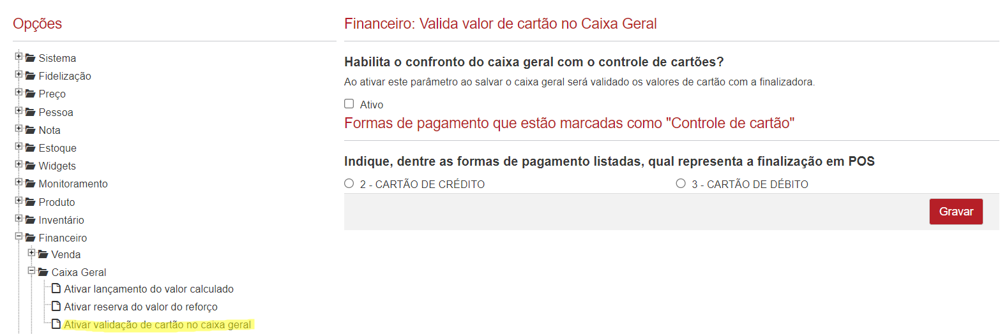 Opções
Sistema
Fidelização
Preço
Pessoa
Nota
Estoque
Widgets
Monitoramento
Produto
Inventário
Financeiro
Venda
Caixa Geral
Ativar lançamento do valor calculado
Ativar reserva do valor do reforço
Ativar validação de cartão no caixa geral
Financeiro: Valida valor de cartão no Caixa Geral
Habilita o confronto do caixa geral com o controle de cartões?
Ao ativar este parâmetro ao salvar o caixa geral será validado os valores de cartão com a finalizadora.
Ativo
Formas de pagamento que estão marcadas como "Controle de cartão"
Indique, dentre as formas de pagamento listadas, qual representa a finalização em POS
2 - CARTÃO DE CRÉDITO
3 - CARTÃO DE DÉBITO
Gravar